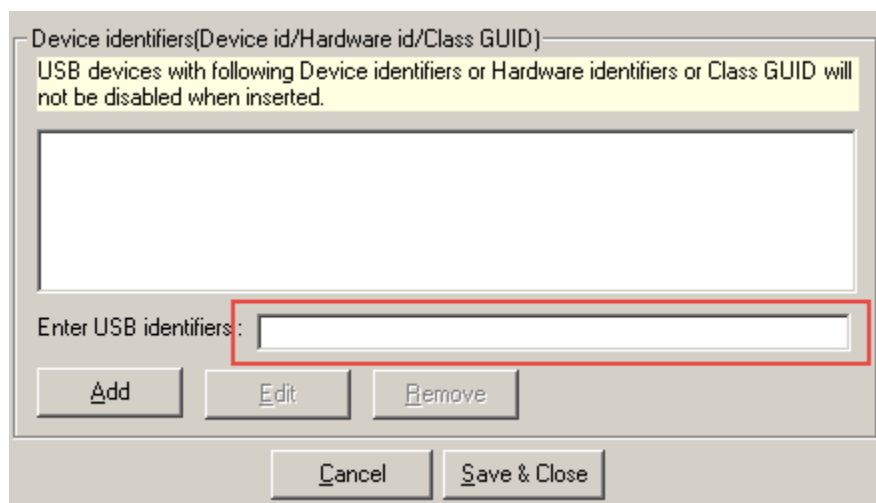 Device identifiers(Device id/Hardware id/Class GUID)
USB devices with following Device identifiers or Hardware identifiers or Class GUID will
not be disabled when inserted.
Enter USB identifiers :
Add Edit Remove
Cancel Save & Close